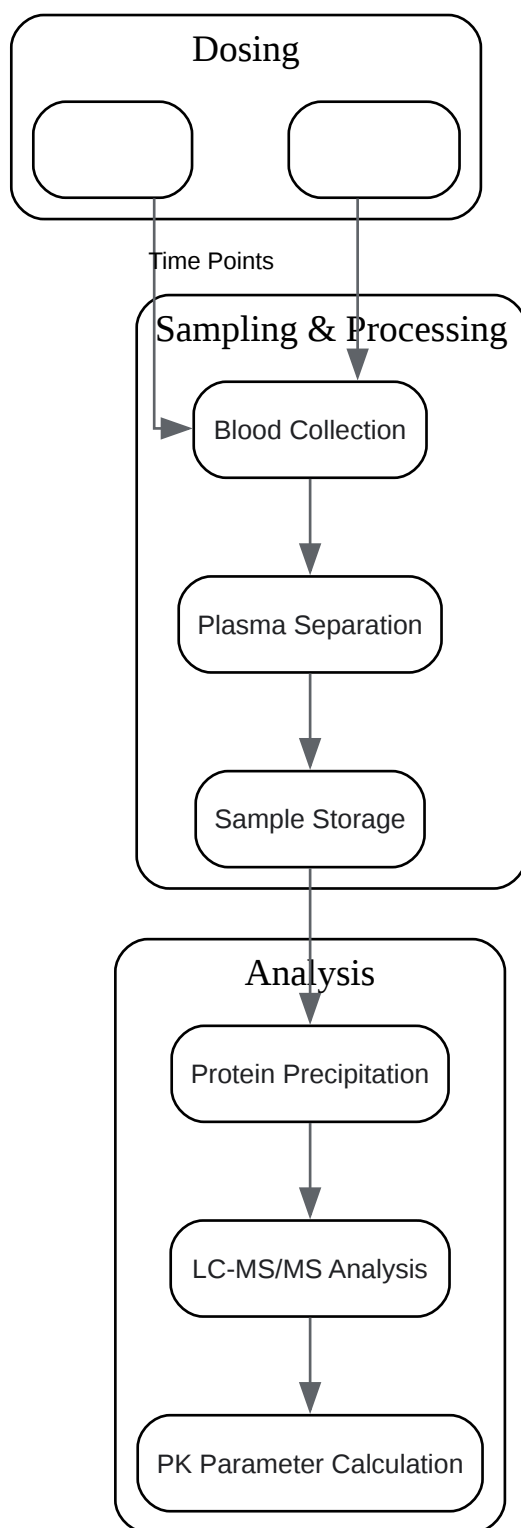 Dosing
Time Points
Sampling & Processing
Blood Collection
Plasma Separation
Sample Storage
Analysis
Protein Precipitation
LC-MS/MS Analysis
PK Parameter Calculation